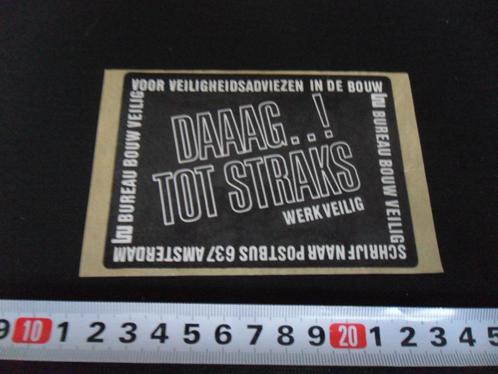 VOOR VEILIGHEIDSADVIEZEN IN DE BOUW
BUREAU BOUW VEILIG
SCHRIJF NAAR POSTBUS 637 AMSTERDAM
BUREAU BOUW VEILIG
DAAAG..!
TOT STRAKS
WERK VEILIG
9 10 1 2 3 4 5 6 7 8 9 20 1 2 3 4 5